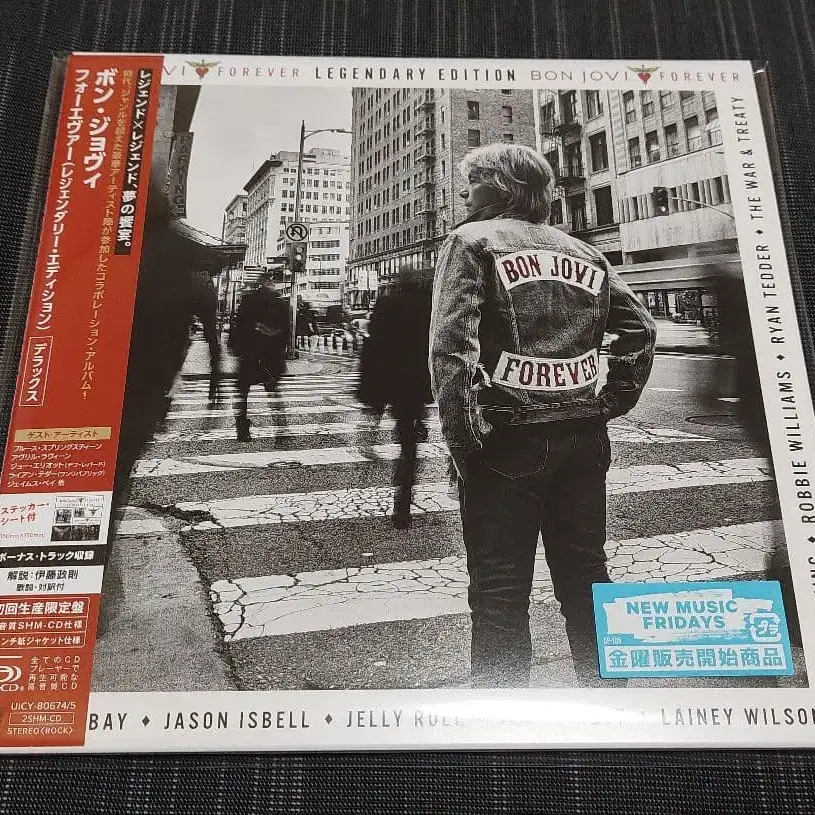 VI FOREVER LEGENDARY EDITION BON JOVI FOREVER
レジェンド×レジェンド、夢の饗宴。
時代、ジャンルを超えた豪華アーティスト陣が参加したコラボレーション・アルバム!
ボン・ジョヴィ
フォーエヴァー(レジェンダリー・エディション)
デラックス
ゲスト・アーティスト
ブルース・スプリングスティーン
アヴリル・ラヴィーン
ジョー・エリオット(デフ・レパード)
ライアン・テダー(ワンリパブリック)
ジェイムス・ベイ 他
ステッカー・
シート付
ボーナス・トラック収録
解説:伊藤政則
歌詞・対訳付
初回生産限定盤
音質SHM-CD仕様
ンチ紙ジャケット仕様
全てのCD
プレーヤーで
再生可能な
高音質CD
UICY-80674/5
2SHM-CD
STEREO〈ROCK〉
BON JOVI
FOREVER
NEW MUSIC
FRIDAYS
金曜販売開始商品
ROBBIE WILLIAMS ♦ RYAN TEDDER ♦ THE WAR & TREATY
BAY ♦ JASON ISBELL ♦ JELLY ROLL ♦ LAINEY WILSON